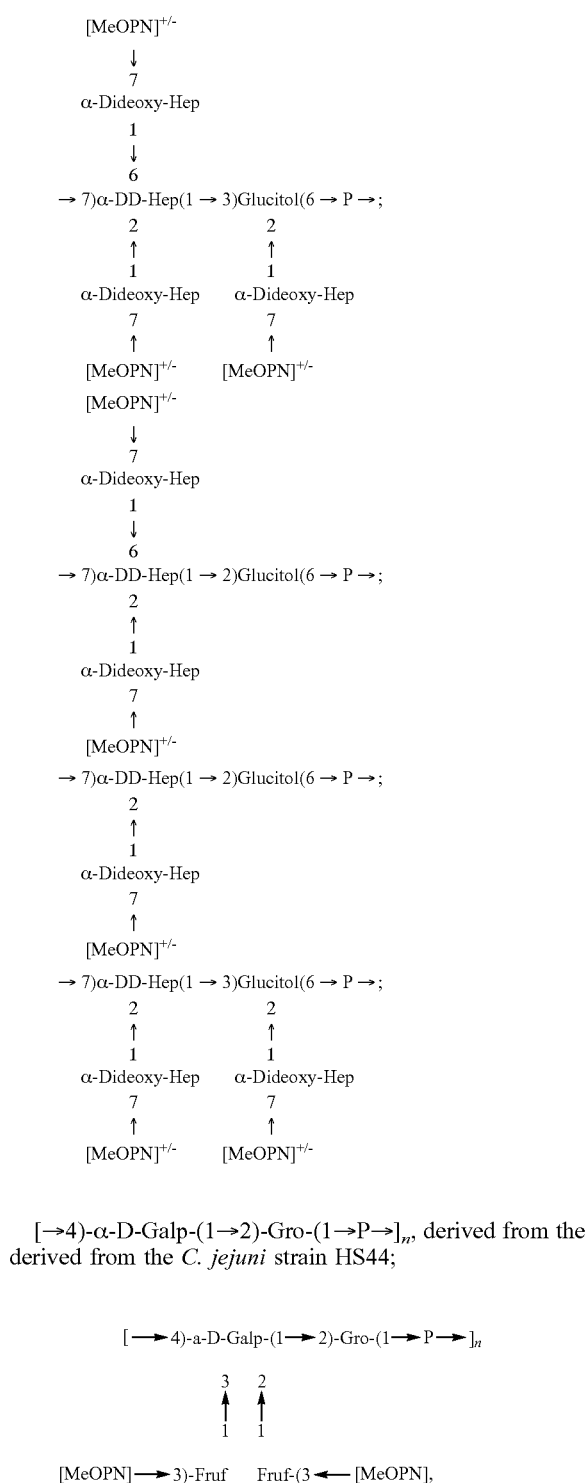 [MeOPN]+/-
↓
7
α-Dideoxy-Hep
1
↓
6
→ 7)α-DD-Hep(1 → 3)Glucitol(6 → P →;
2 2
↑ ↑
1 1
α-Dideoxy-Hep α-Dideoxy-Hep
7 7
↑ ↑
[MeOPN]+/- [MeOPN]+/-
[MeOPN]+/-
↓
7
α-Dideoxy-Hep
1
↓
6
→ 7)α-DD-Hep(1 → 2)Glucitol(6 → P →;
2
↑
1
α-Dideoxy-Hep
7
↑
[MeOPN]+/-
→ 7)α-DD-Hep(1 → 2)Glucitol(6 → P →;
2
↑
1
α-Dideoxy-Hep
7
↑
[MeOPN]+/-
→ 7)α-DD-Hep(1 → 3)Glucitol(6 → P →;
2 2
↑ ↑
1 1
α-Dideoxy-Hep α-Dideoxy-Hep
7 7
↑ ↑
[MeOPN]+/- [MeOPN]+/-
[→4)-α-D-Galp-(1→2)-Gro-(1→P→]n, derived from the
derived from the C. jejuni strain HS44;
[ → 4)-a-D-Galp-(1 → 2)-Gro-(1 → P → ]n
3 2
↑ ↑
1 1
[MeOPN] → 3)-Fruf Fruf-(3 ← [MeOPN],